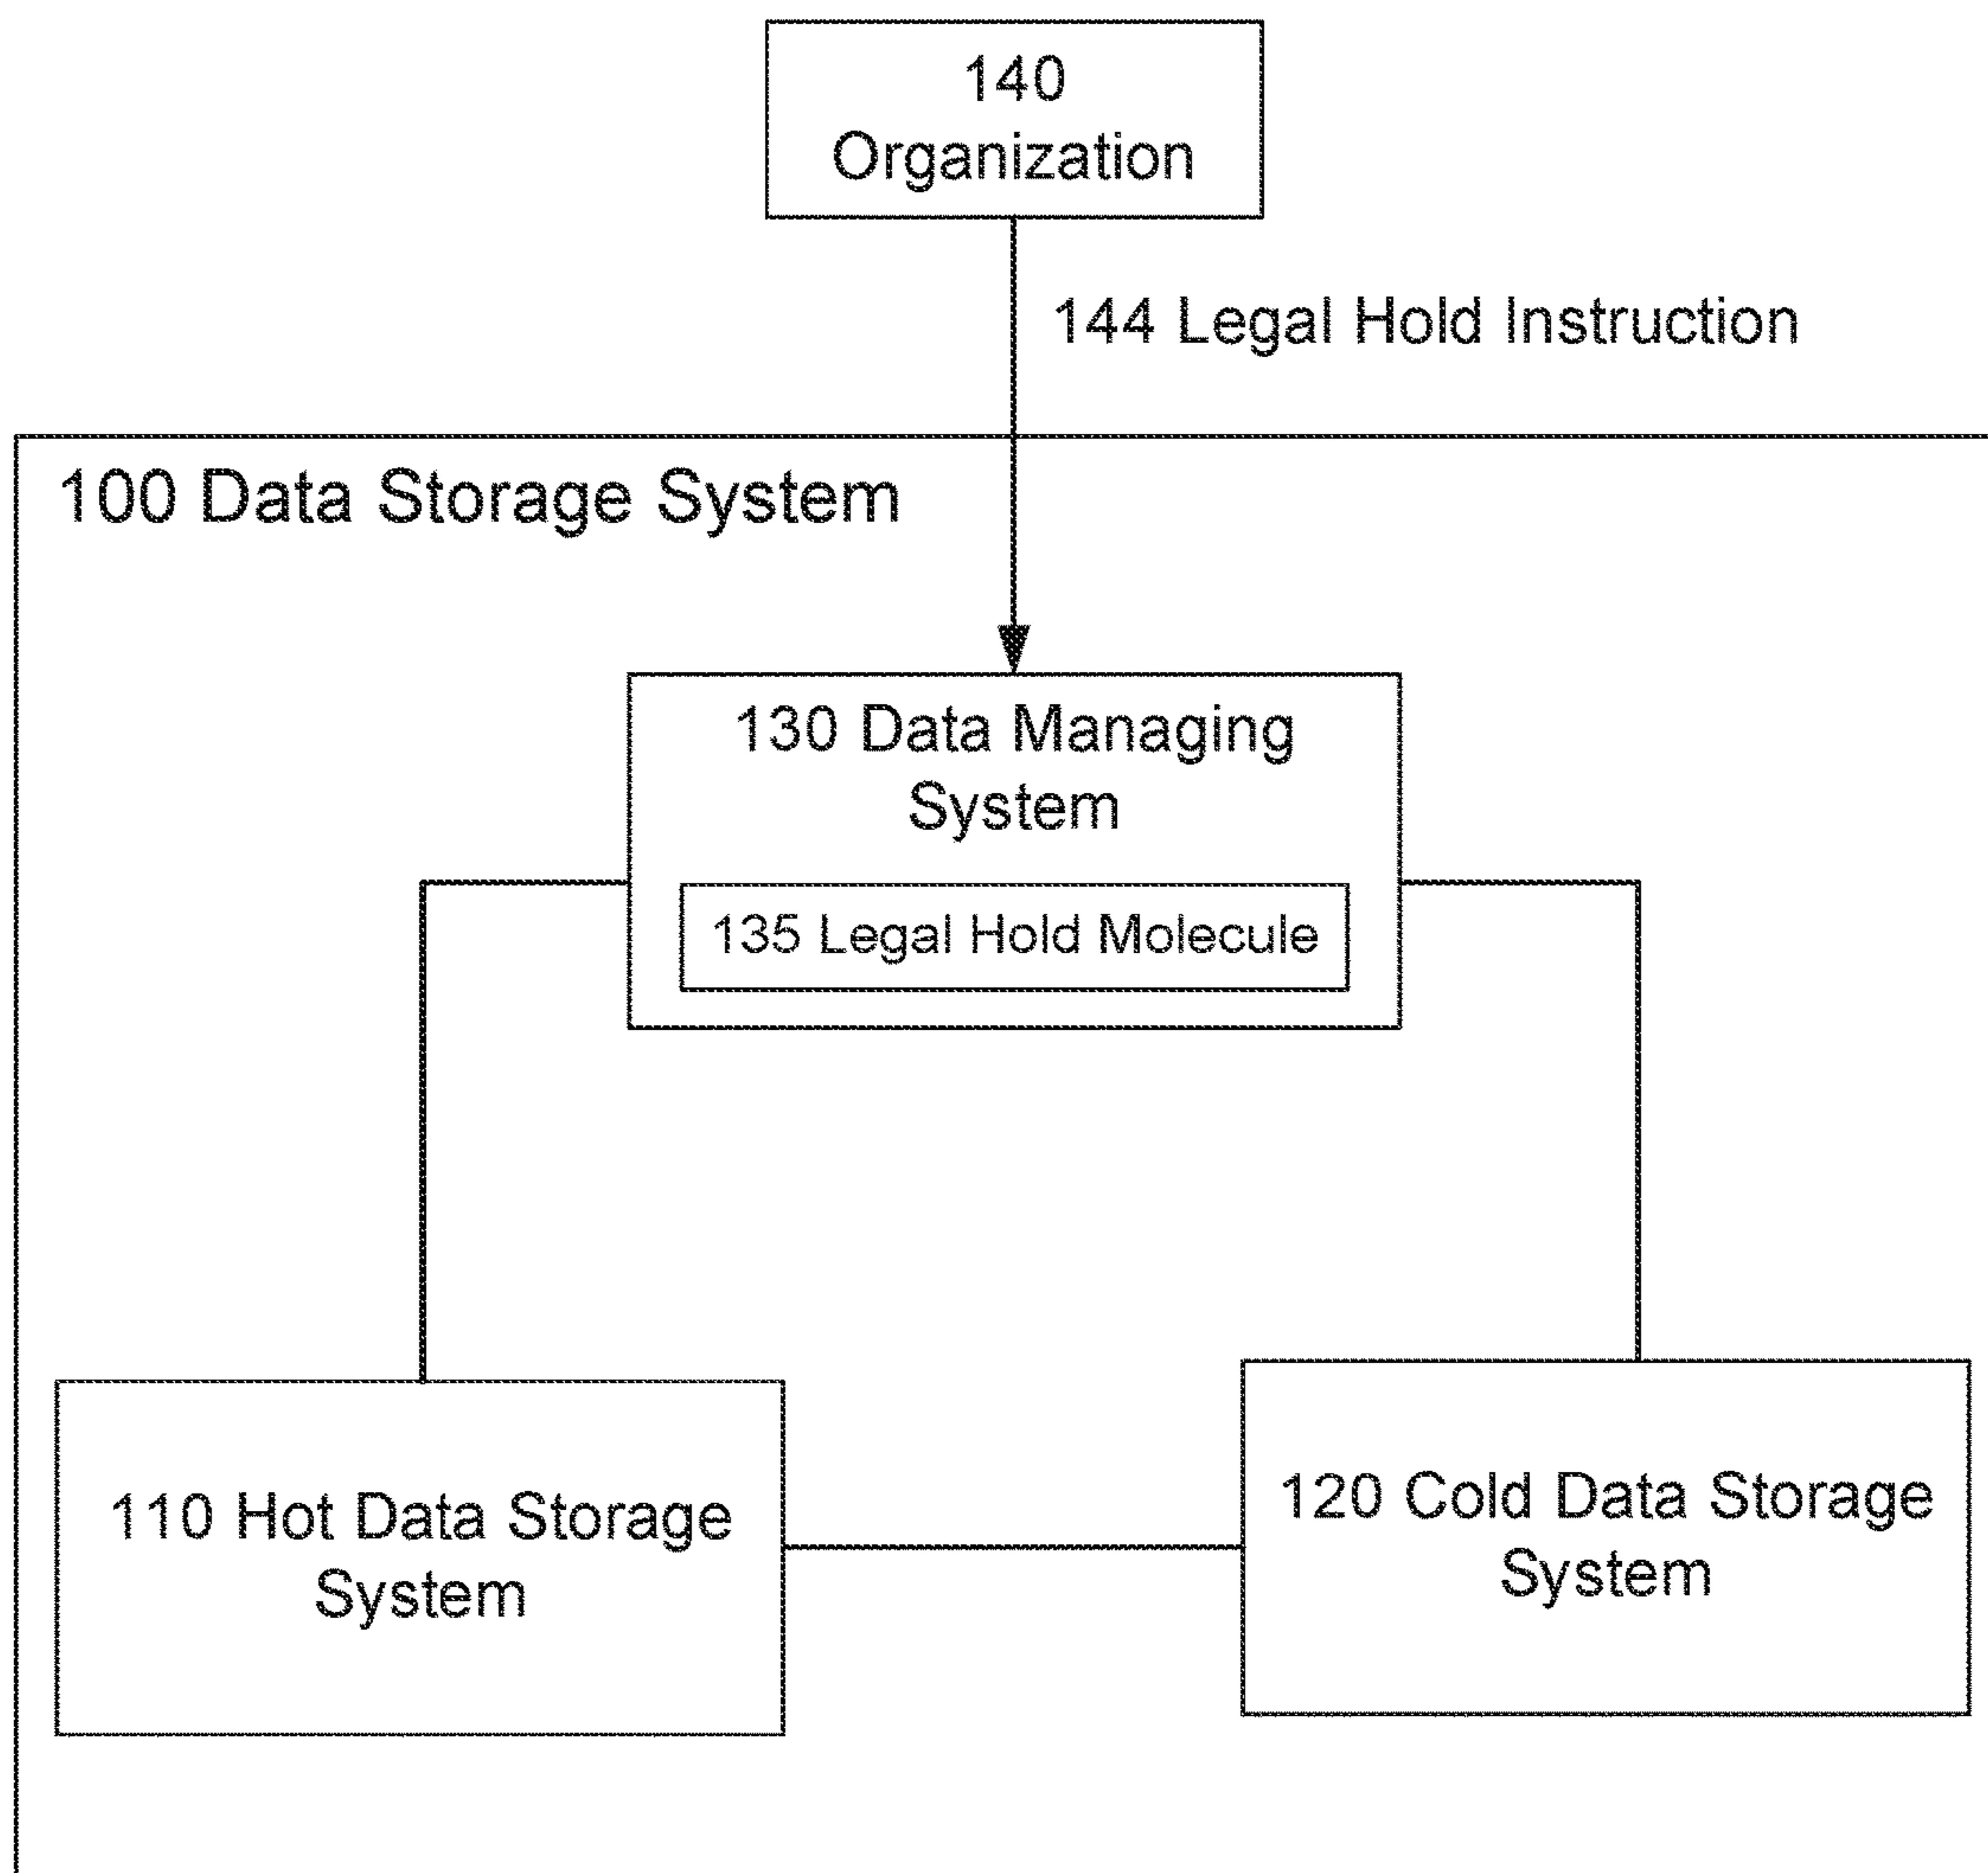 140
Organization
144 Legal Hold Instruction
100 Data Storage System
130 Data Managing
System
135 Legal Hold Molecule
110 Hot Data Storage
System
120 Cold Data Storage
System